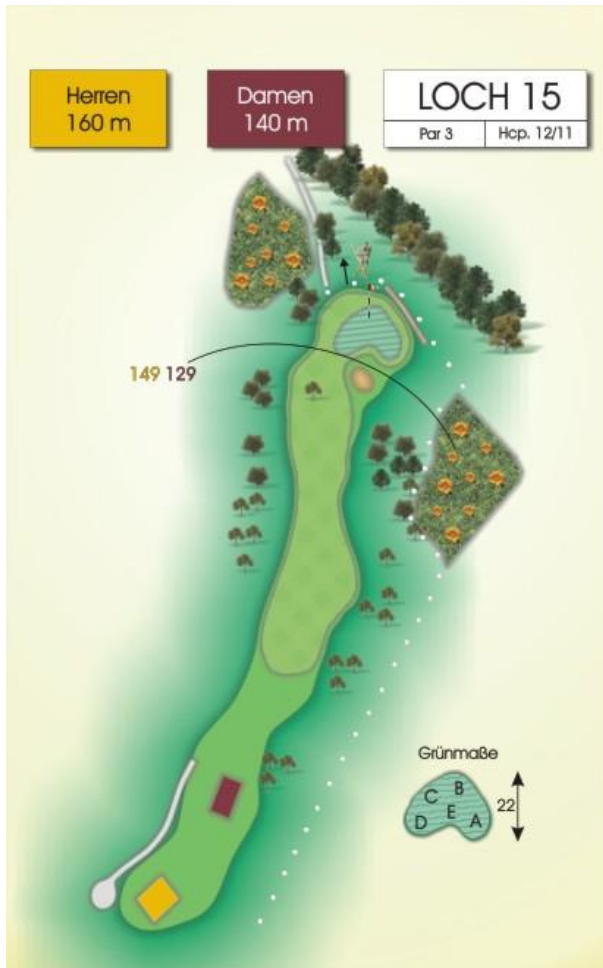 Herren
160 m
Damen
140 m
LOCH 15
Par 3
Hcp. 12/11
149 129
Grünmaße
B
C
E
D
A
22